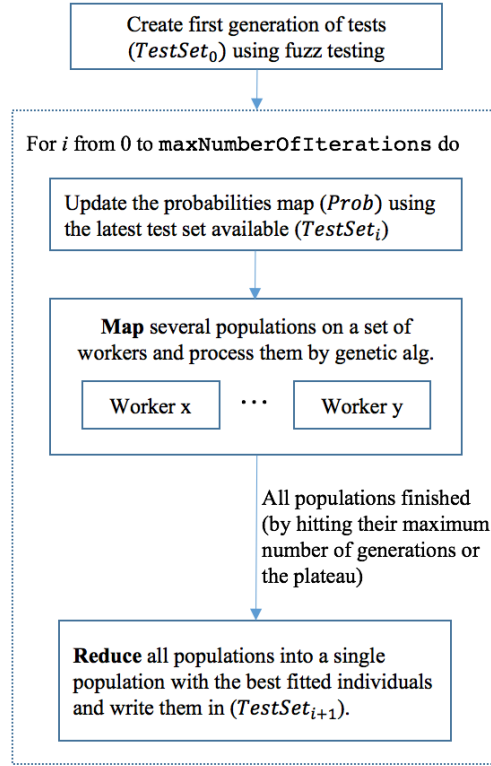 Create first generation of tests
(TestSet₀) using fuzz testing
For i from 0 to maxNumberOfIterations do
Update the probabilities map (Prob) using
the latest test set available (TestSetᵢ)
Map several populations on a set of
workers and process them by genetic alg.
Worker x ··· Worker y
All populations finished
(by hitting their maximum
number of generations or
the plateau)
Reduce all populations into a single
population with the best fitted individuals
and write them in (TestSetᵢ₊₁).